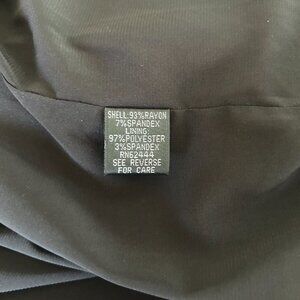 SHELL:93%RAYON
7%SPANDEX
LINING:
97%POLYESTER
3%SPANDEX
RN62444
SEE REVERSE
FOR CARE